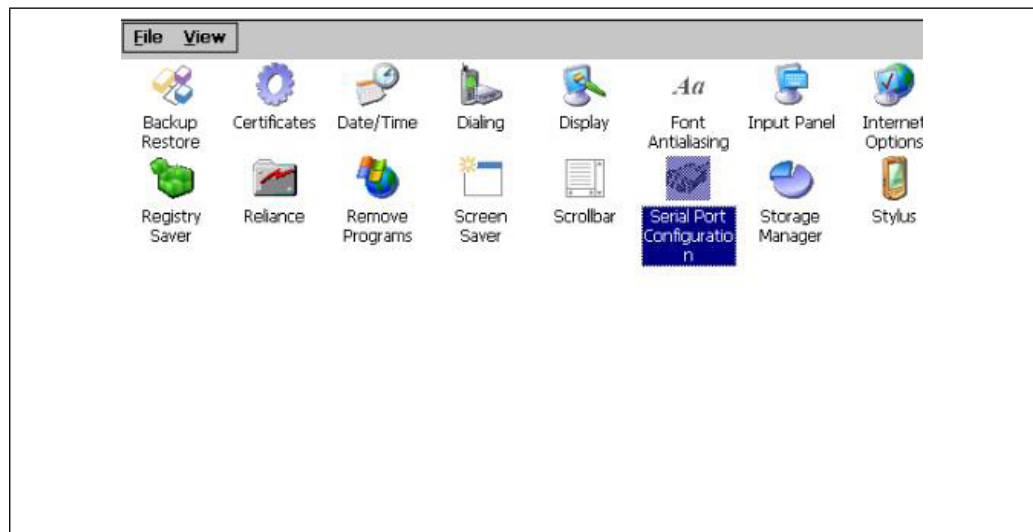 File View
Backup Restore
Certificates
Date/Time
Dialing
Display
Aa
Font Antialiasing
Input Panel
Internet Options
Registry Saver
Reliance
Remove Programs
Screen Saver
Scrollbar
Serial Port Configuratio n
Storage Manager
Stylus